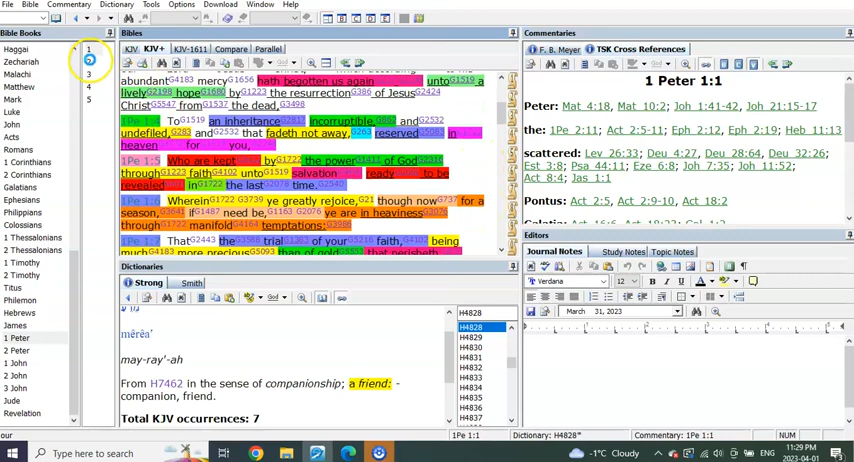 File Bible Commentary Dictionary Tools Options Download Window Help
Bible Books
Haggai
Zechariah
Malachi
Matthew
Mark
Luke
John
Acts
Romans
1 Corinthians
2 Corinthians
Galatians
Ephesians
Philippians
Colossians
1 Thessalonians
2 Thessalonians
1 Timothy
2 Timothy
Titus
Philemon
Hebrews
James
1 Peter
2 Peter
1 John
2 John
3 John
Jude
Revelation
1
3
4
5
Bibles
KJV KJV+ KJV-1611 Compare Parallel
abundant G4183 mercy G1656 hath begotten us again unto G1519 a
lively G2198 hope G1680 by G1223 the resurrection G386 of Jesus G2424
Christ G5547 from G1537 the dead, G3498
1Pe 1:4 To G1519 an inheritance G2817 incorruptible, G862 and
undefiled, G283 and G2532 that fadeth not away, G263 reserved G5083 in
heaven for you,
1Pe 1:5 Who are kept by G1722 the power G1411 of God G2316
through G1223 faith G4102 unto G1519 salvation ready to be
revealed in G1722 the last G2078 time. G2540
1Pe 1:6 Wherein G1722 G3739 ye greatly rejoice, though now G737 for a
season, G3641 if G1487 need be, G1163 G2076 ye are in heaviness
through G1722 manifold G4164 temptations: G3986
1Pe 1:7 That G2443 the G3588 trial G1383 of your G5216 faith, G4102 being
much G4183 more precious G5093 than of gold G5553 that perisheth
Dictionaries
Strong Smith
mêrêa‛
may-ray'-ah
From H7462 in the sense of companionship; a friend: -
companion, friend.
Total KJV occurrences: 7
H4828
H4828
H4829
H4830
H4831
H4832
H4833
H4834
H4835
H4836
H4837
Commentaries
F. B. Meyer TSK Cross References
1 Peter 1:1
Peter: Mat 4:18, Mat 10:2; Joh 1:41-42, Joh 21:15-17
the: 1Pe 2:11; Act 2:5-11; Eph 2:12, Eph 2:19; Heb 11:13
scattered: Lev 26:33; Deu 4:27, Deu 28:64, Deu 32:26;
Est 3:8; Psa 44:11; Eze 6:8; Joh 7:35; Joh 11:52;
Act 8:4; Jas 1:1
Pontus: Act 2:5, Act 2:9-10, Act 18:2
Editors
Journal Notes Study Notes Topic Notes
Verdana 12 B I U A
March 31, 2023
our
1Pe 1:1 Dictionary: H4828 Commentary: 1Pe 1:1 NUM
Type here to search
-1°C Cloudy ENG 11:29 PM
2023-04-01